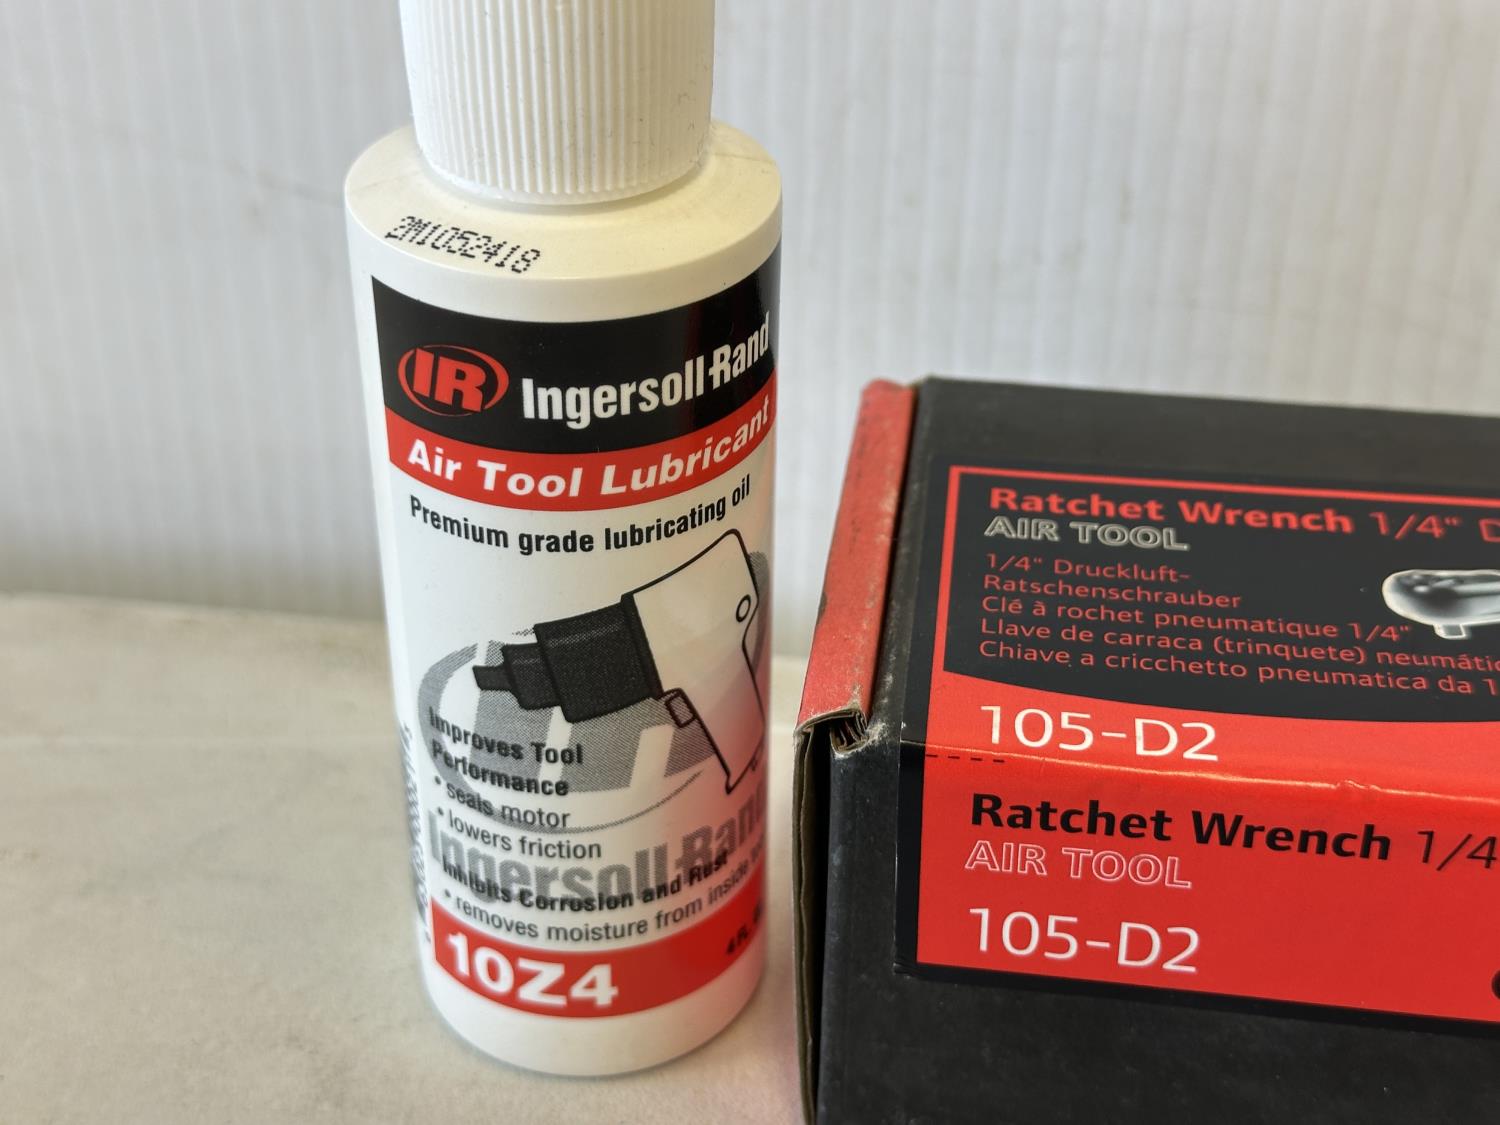 2M1052418
IR Ingersoll-Rand
Air Tool Lubricant
Premium grade lubricating oil
Improves Tool
Performance
• seals motor
• lowers friction
Ingersoll-Rand
Inhibits Corrosion and Rust
• removes moisture from inside
10Z4
4 FL.
Ratchet Wrench 1/4"
AIR TOOL
1/4" Druckluft-
Ratschenschrauber
Clé à rochet pneumatique 1/4"
Llave de carraca (trinquete)
Chiave a cricchetto pneumatica da
105-D2
Ratchet Wrench
AIR TOOL
105-D2